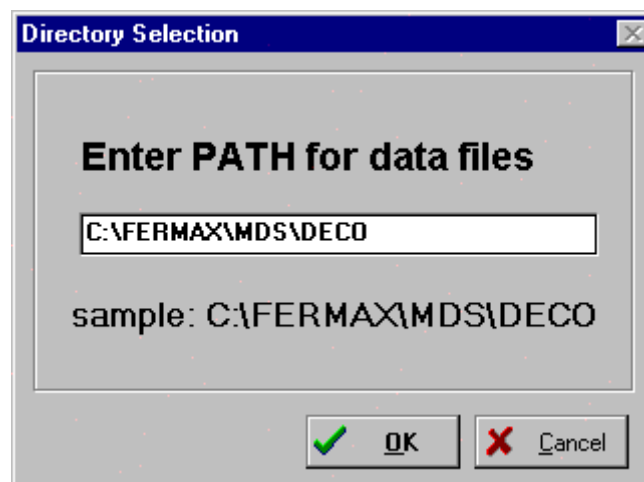 Directory Selection
Enter PATH for data files
C:\FERMAX\MDS\DECO
sample: C:\FERMAX\MDS\DECO
OK
Cancel